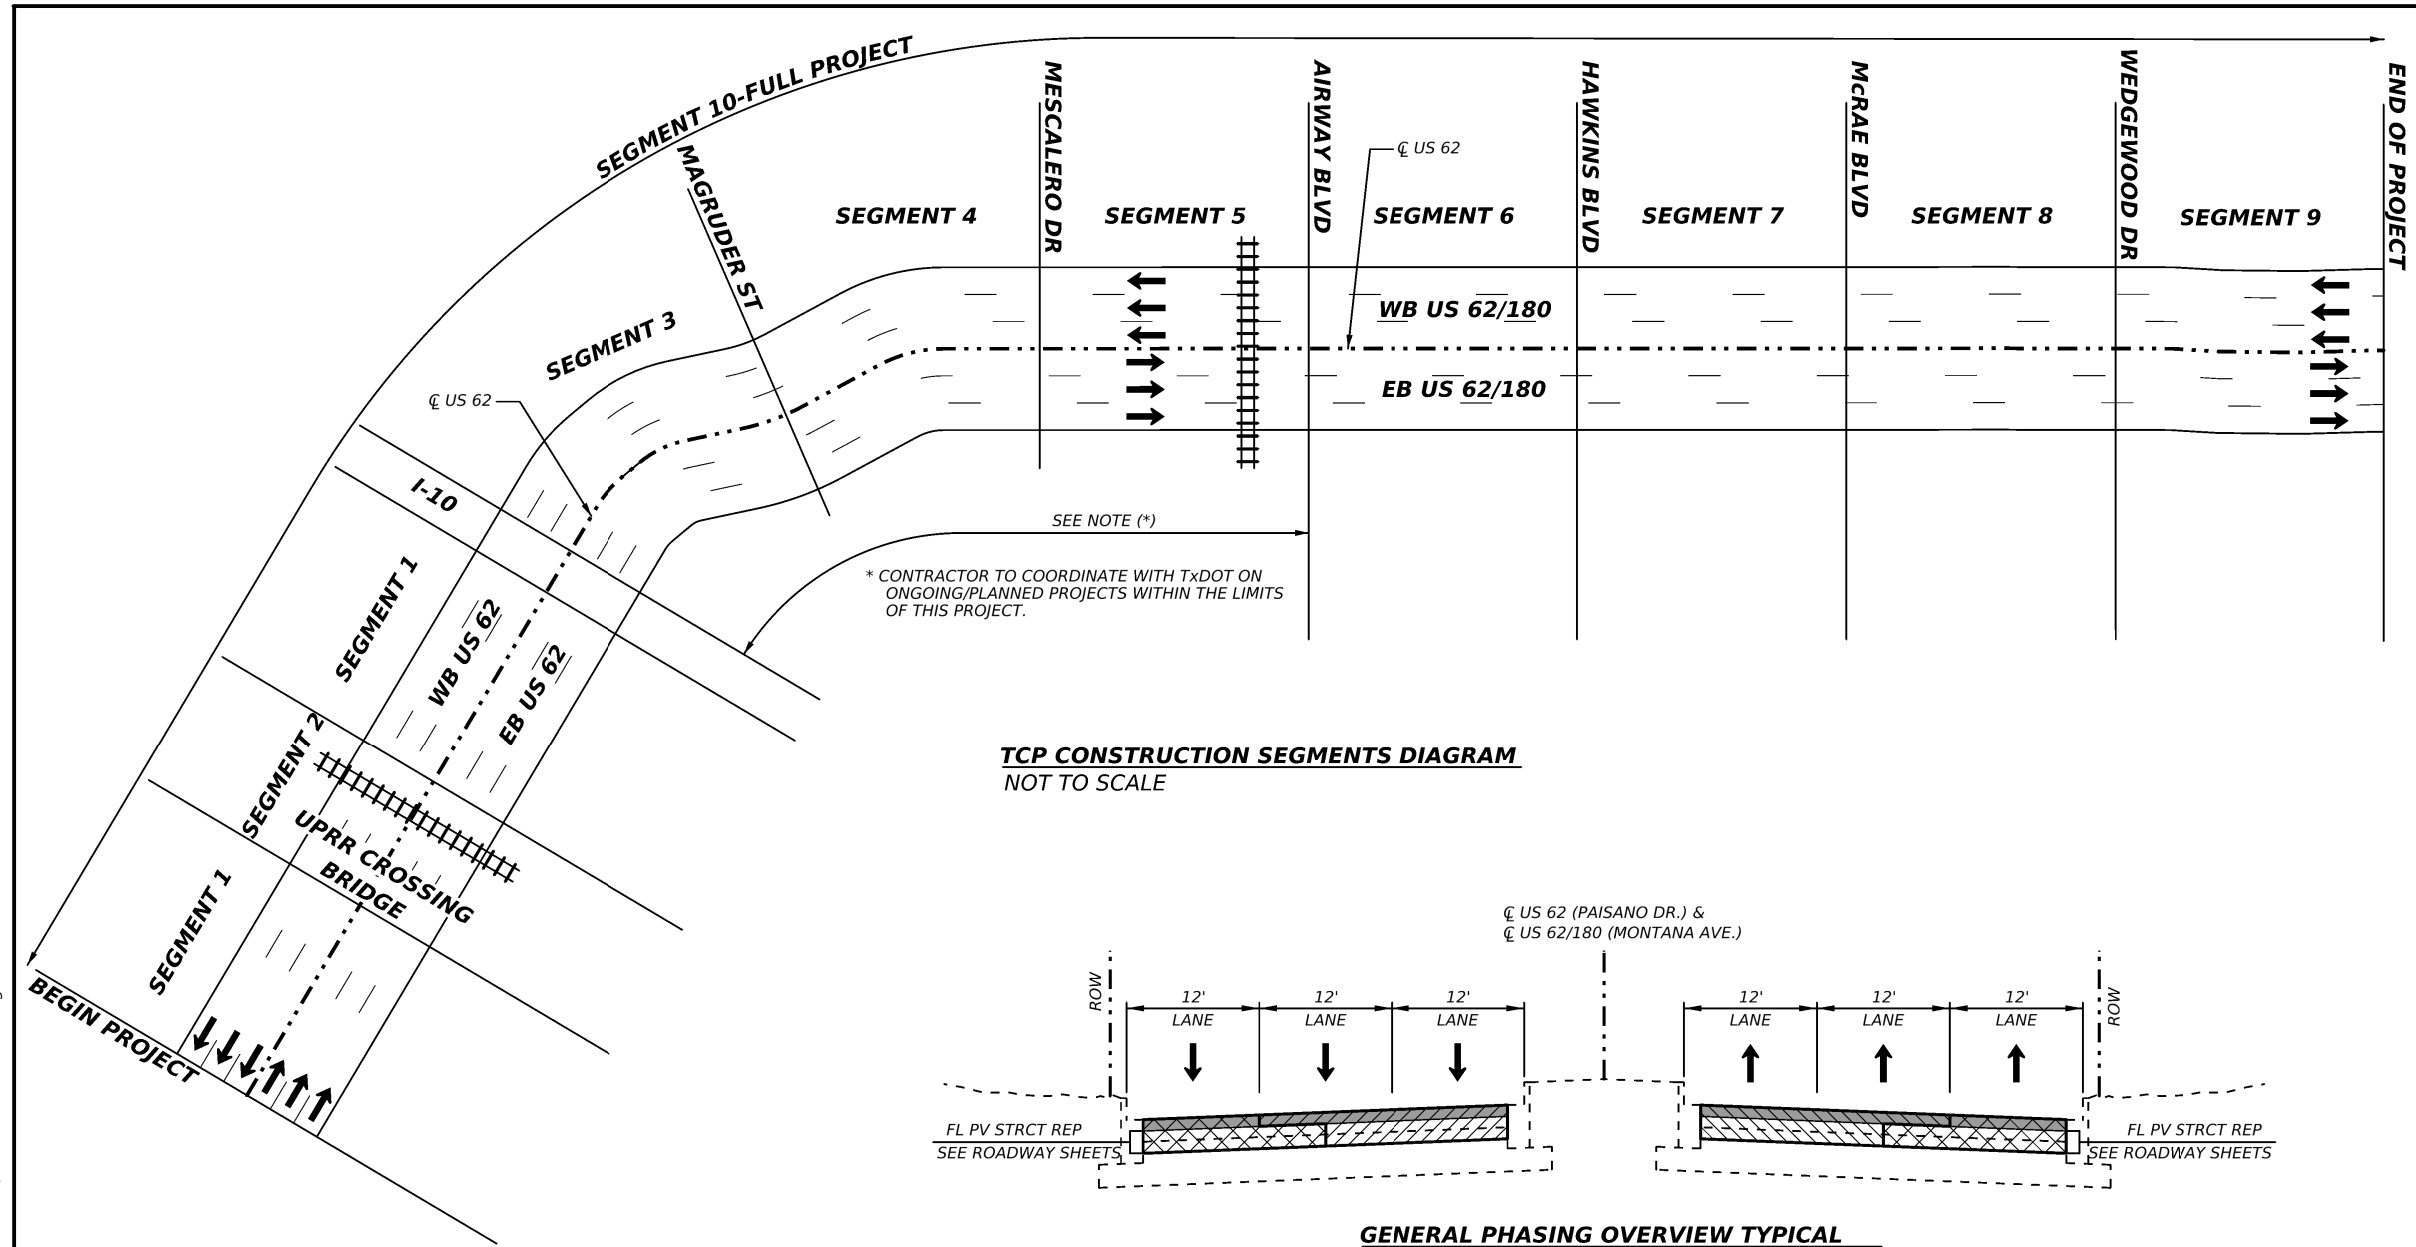 SEGMENT 10-FULL PROJECT
MAGRUDER ST
MESCALERO DR
AIRWAY BLVD
HAWKINS BLVD
McRAE BLVD
WEDGEWOOD DR
END OF PROJECT
℄ US 62
SEGMENT 3
SEGMENT 4
SEGMENT 5
SEGMENT 6
SEGMENT 7
SEGMENT 8
SEGMENT 9
WB US 62/180
EB US 62/180
℄ US 62
I-10
SEE NOTE (*)
* CONTRACTOR TO COORDINATE WITH TxDOT ON
ONGOING/PLANNED PROJECTS WITHIN THE LIMITS
OF THIS PROJECT.
SEGMENT 1
WB US 62
EB US 62
SEGMENT 2
UPRR CROSSING
BRIDGE
SEGMENT 1
BEGIN PROJECT
TCP CONSTRUCTION SEGMENTS DIAGRAM
NOT TO SCALE
℄ US 62 (PAISANO DR.) &
℄ US 62/180 (MONTANA AVE.)
ROW
12'
LANE
12'
LANE
12'
LANE
12'
LANE
12'
LANE
12'
LANE
ROW
FL PV STRCT REP
SEE ROADWAY SHEETS
FL PV STRCT REP
SEE ROADWAY SHEETS
GENERAL PHASING OVERVIEW TYPICAL